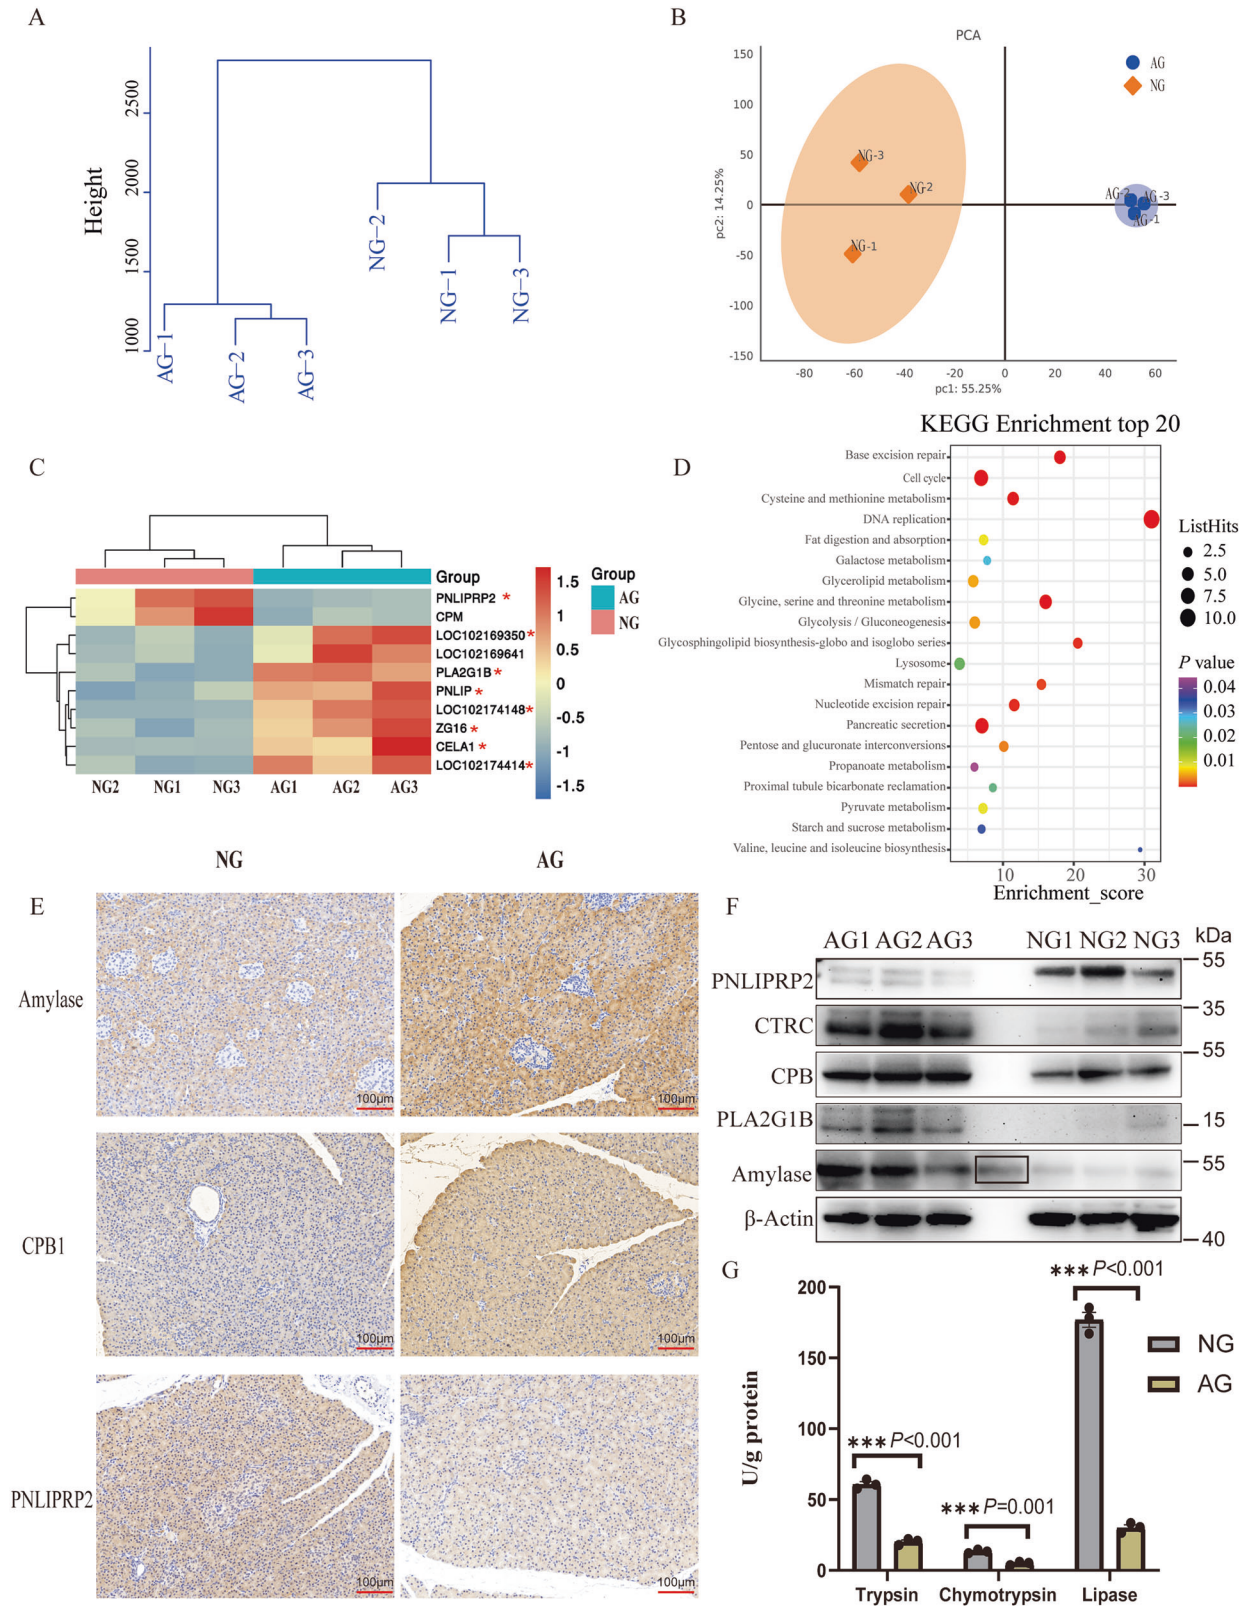 A
Height
2500
2000
1500
1000
AG-1
AG-2
AG-3
NG-2
NG-1
NG-3
B
PCA
AG
NG
150
100
50
0
-50
-100
-150
pc2: 14.25%
NG-3
NG-2
NG-1
AG-2
AG-3
AG-1
-80 -60 -40 -20 0 20 40 60
pc1: 55.25%
C
Group
PNLIPRP2 *
CPM
LOC102169350*
LOC102169641
PLA2G1B *
PNLIP *
LOC102174148*
ZG16 *
CELA1 *
LOC102174414*
NG2 NG1 NG3 AG1 AG2 AG3
1.5
1
0.5
0
-0.5
-1
-1.5
Group
AG
NG
D
KEGG Enrichment top 20
Base excision repair
Cell cycle
Cysteine and methionine metabolism
DNA replication
Fat digestion and absorption
Galactose metabolism
Glycerolipid metabolism
Glycine, serine and threonine metabolism
Glycolysis / Gluconeogenesis
Glycosphingolipid biosynthesis-globo and isoglobo series
Lysosome
Mismatch repair
Nucleotide excision repair
Pancreatic secretion
Pentose and glucuronate interconversions
Propanoate metabolism
Proximal tubule bicarbonate reclamation
Pyruvate metabolism
Starch and sucrose metabolism
Valine, leucine and isoleucine biosynthesis
10 20 30
Enrichment_score
ListHits
2.5
5.0
7.5
10.0
P value
0.04
0.03
0.02
0.01
E
NG AG
Amylase
100μm 100μm
CPB1
100μm 100μm
PNLIPRP2
100μm 100μm
F
AG1 AG2 AG3 NG1 NG2 NG3 kDa
PNLIPRP2 55
CTRC 35
CPB 55
PLA2G1B 15
Amylase 55
β-Actin
40
G
U/g protein
200
150
100
50
0
*** P<0.001
*** P=0.001
*** P<0.001
Trypsin Chymotrypsin Lipase
NG
AG